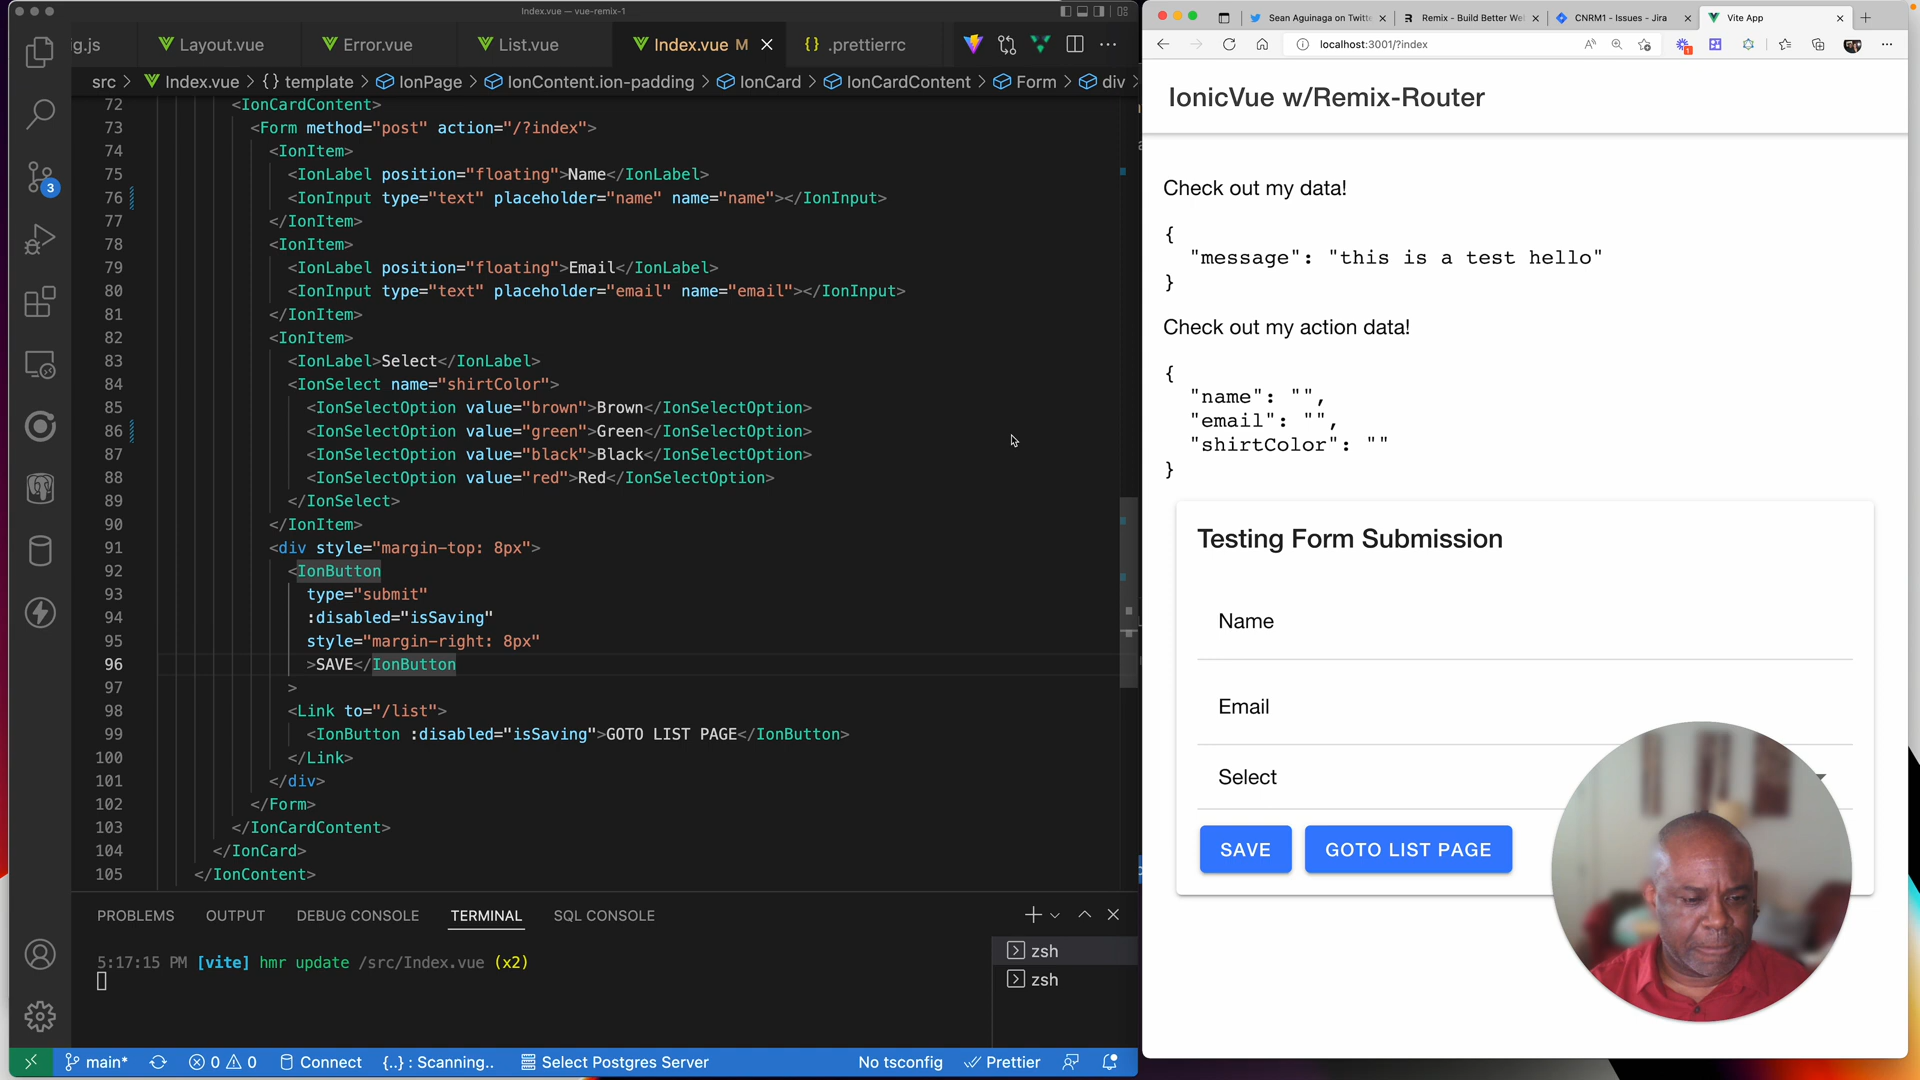 Index.vue — vue-remix-1
ig.js
Layout.vue
Error.vue
List.vue
Index.vue M
{} .prettierrc
src > Index.vue > {} template > IonPage > IonContent.ion-padding > IonCard > IonCardContent > Form > div >
72 <IonCardContent>
73 <Form method="post" action="/?index">
74 <IonItem>
75 <IonLabel position="floating">Name</IonLabel>
76 <IonInput type="text" placeholder="name" name="name"></IonInput>
77 </IonItem>
78 <IonItem>
79 <IonLabel position="floating">Email</IonLabel>
80 <IonInput type="text" placeholder="email" name="email"></IonInput>
81 </IonItem>
82 <IonItem>
83 <IonLabel>Select</IonLabel>
84 <IonSelect name="shirtColor">
85 <IonSelectOption value="brown">Brown</IonSelectOption>
86 <IonSelectOption value="green">Green</IonSelectOption>
87 <IonSelectOption value="black">Black</IonSelectOption>
88 <IonSelectOption value="red">Red</IonSelectOption>
89 </IonSelect>
90 </IonItem>
91 <div style="margin-top: 8px">
92 <IonButton
93 type="submit"
94 :disabled="isSaving"
95 style="margin-right: 8px"
96 >SAVE</IonButton
97 >
98 <Link to="/list">
99 <IonButton :disabled="isSaving">GOTO LIST PAGE</IonButton>
100 </Link>
101 </div>
102 </Form>
103 </IonCardContent>
104 </IonCard>
105 </IonContent>
3
PROBLEMS OUTPUT DEBUG CONSOLE TERMINAL SQL CONSOLE
5:17:15 PM [vite] hmr update /src/Index.vue (x2)
zsh
zsh
main* 0 0 Connect {..} : Scanning.. Select Postgres Server No tsconfig Prettier
Sean Aguinaga on Twitt
Remix - Build Better We
CNRM1 - Issues - Jira
Vite App
localhost:3001/?index
IonicVue w/Remix-Router
Check out my data!
{
"message": "this is a test hello"
}
Check out my action data!
{
"name": "",
"email": "",
"shirtColor": ""
}
Testing Form Submission
Name
Email
Select
SAVE
GOTO LIST PAGE